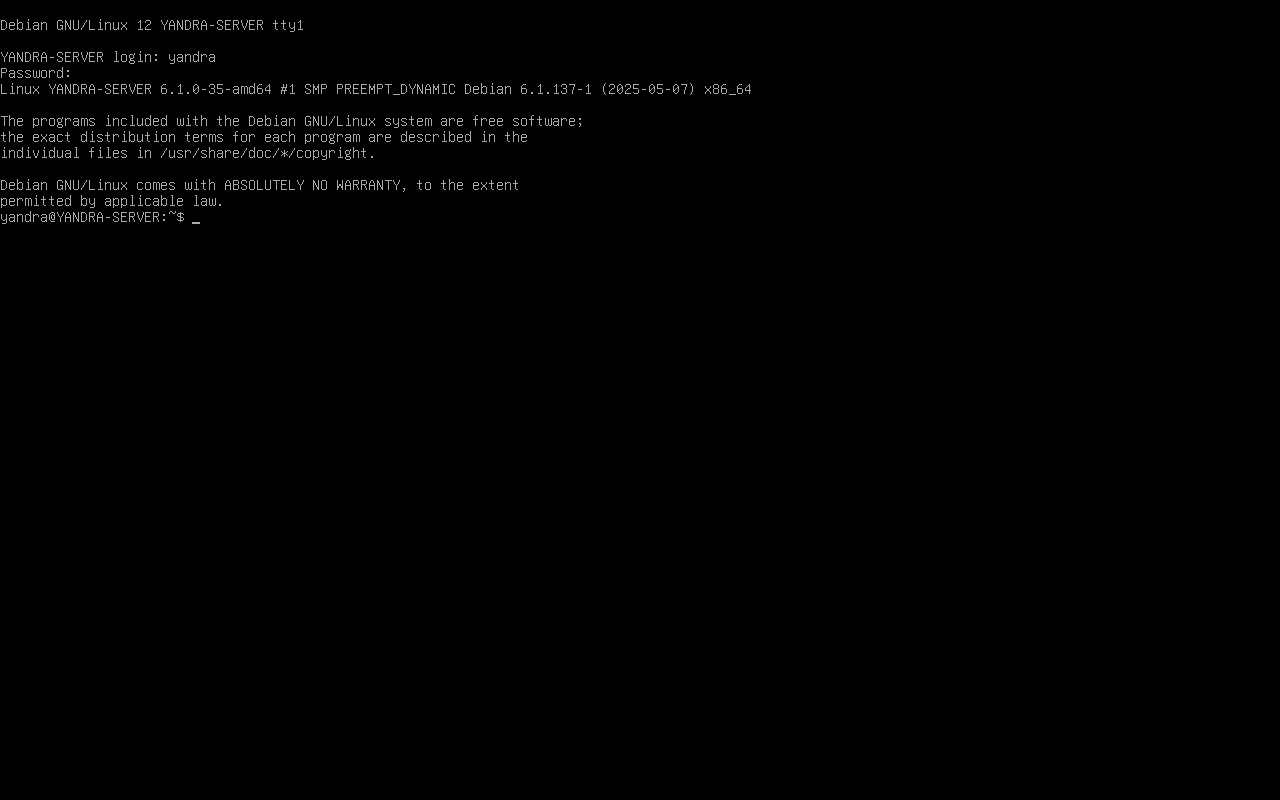 Debian GNU/Linux 12 YANDRA-SERVER tty1
YANDRA-SERVER login: yandra
Password:
Linux YANDRA-SERVER 6.1.0-35-amd64 #1 SMP PREEMPT_DYNAMIC Debian 6.1.137-1 (2025-05-07) x86_64
The programs included with the Debian GNU/Linux system are free software;
the exact distribution terms for each program are described in the
individual files in /usr/share/doc/*/copyright.
Debian GNU/Linux comes with ABSOLUTELY NO WARRANTY, to the extent
permitted by applicable law.
yandra@YANDRA-SERVER:~$ _